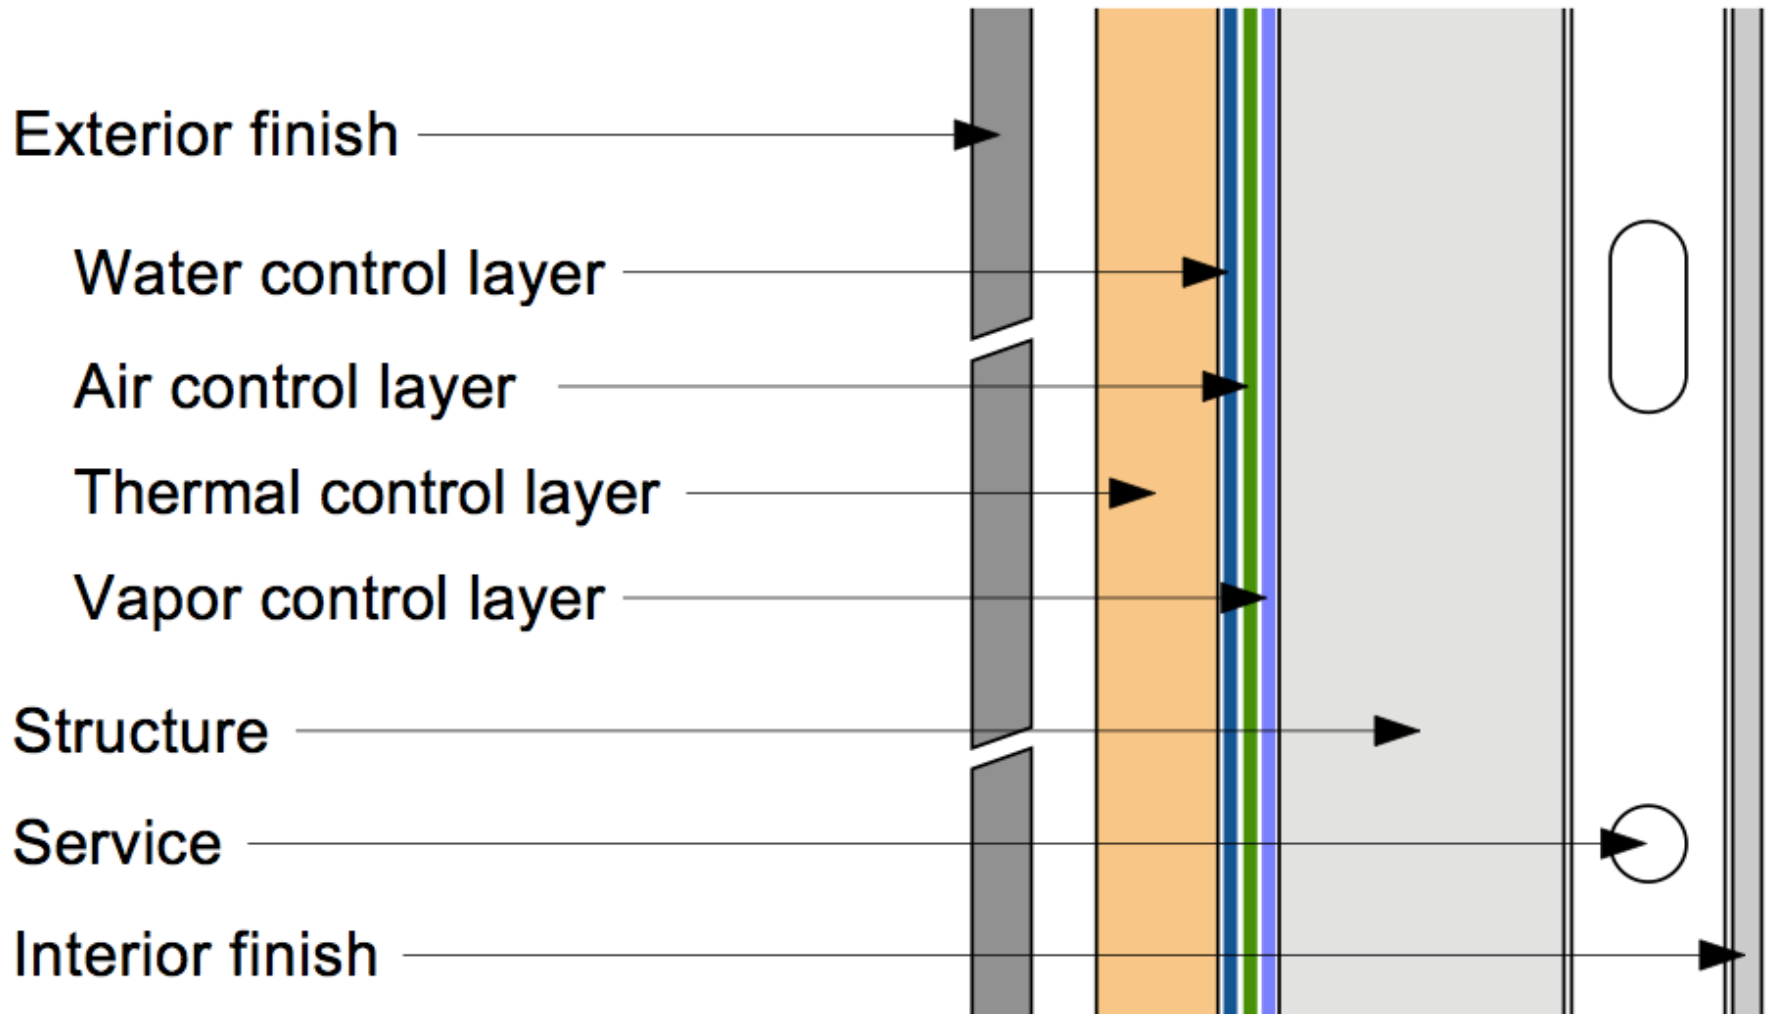 Exterior finish
Water control layer
Air control layer
Thermal control layer
Vapor control layer
Structure
Service
Interior finish